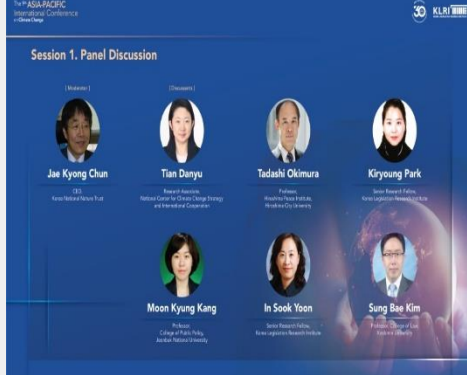 The 9th ASIA-PACIFIC
International Conference
on Climate Change
30 KLRI
Session 1. Panel Discussion
[Moderator]
[Discussants]
Jae Kyong Chun
CEO,
Korea National Nature Trust
Tian Danyu
Research Associate,
National Center for Climate Change Strategy
and International Cooperation
Tadashi Okimura
Professor,
Hiroshima Peace Institute,
Hiroshima City University
Kiryoung Park
Senior Research Fellow,
Korea Legislation Research Institute
Moon Kyung Kang
Professor,
College of Public Policy,
Jeonbuk National University
In Sook Yoon
Senior Research Fellow,
Korea Legislation Research Institute
Sung Bae Kim
Professor, College of Law,
Kookmin University